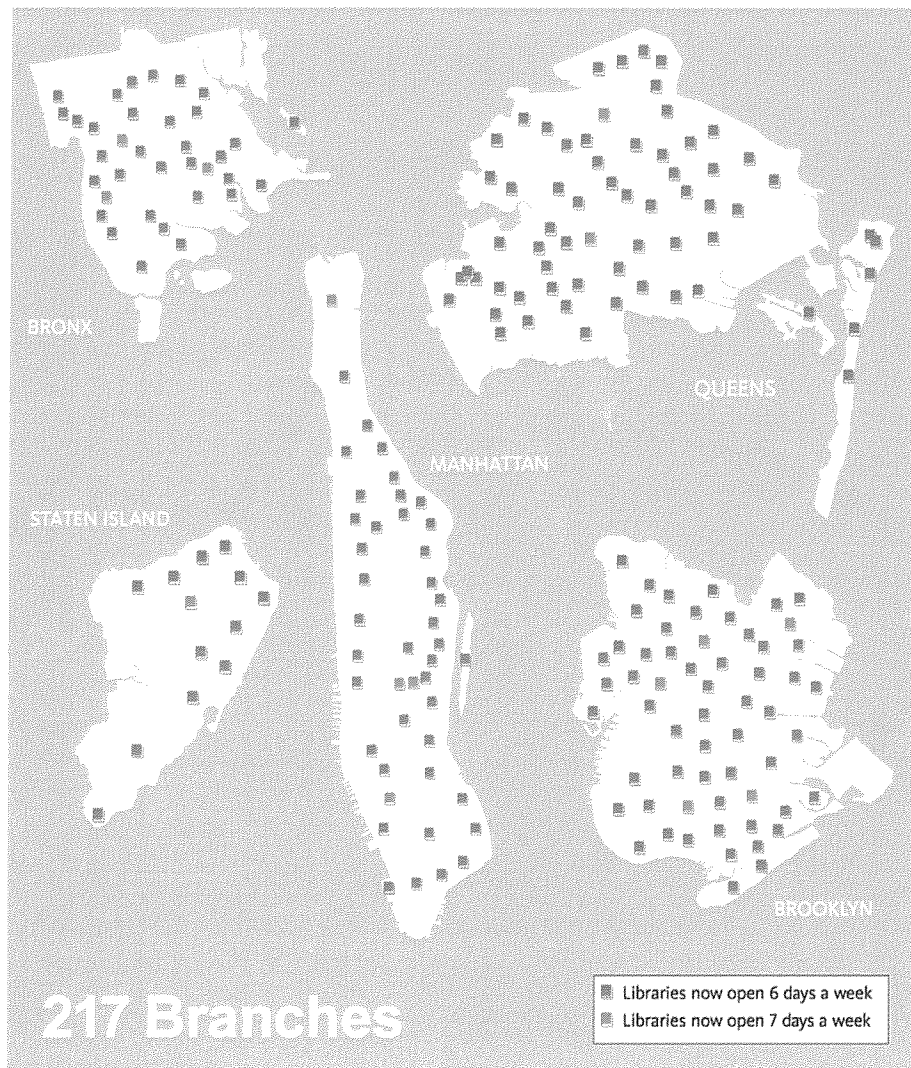 BRONX
QUEENS
MANHATTAN
STATEN ISLAND
BROOKLYN
217 Branches
Libraries now open 6 days a week
Libraries now open 7 days a week